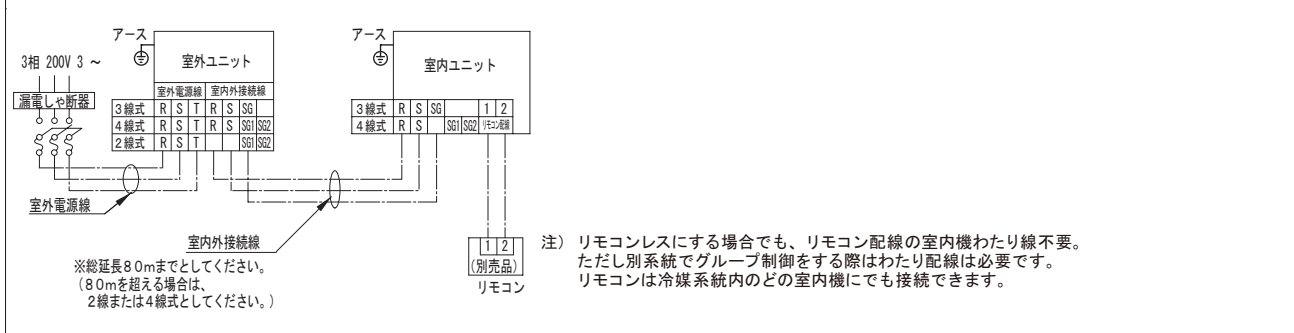 アース
3相 200V 3 ～
漏電しゃ断器
室外ユニット
室外電源線 室内外接続線
3線式 R S T R S SG
4線式 R S T R S SG1 SG2
2線式 R S T SG1 SG2
アース
室内ユニット
3線式 R S SG 1 2
4線式 R S SG1 SG2 リモコン配線
室外電源線
室内外接続線
※総延長80mまでとしてください。
（80mを超える場合は、
2線または4線式としてください。）
1 2
(別売品)
リモコン
注） リモコンレスにする場合でも、リモコン配線の室内機わたり線不要。
ただし別系統でグループ制御をする際はわたり配線は必要です。
リモコンは冷媒系統内のどの室内機にでも接続できます。